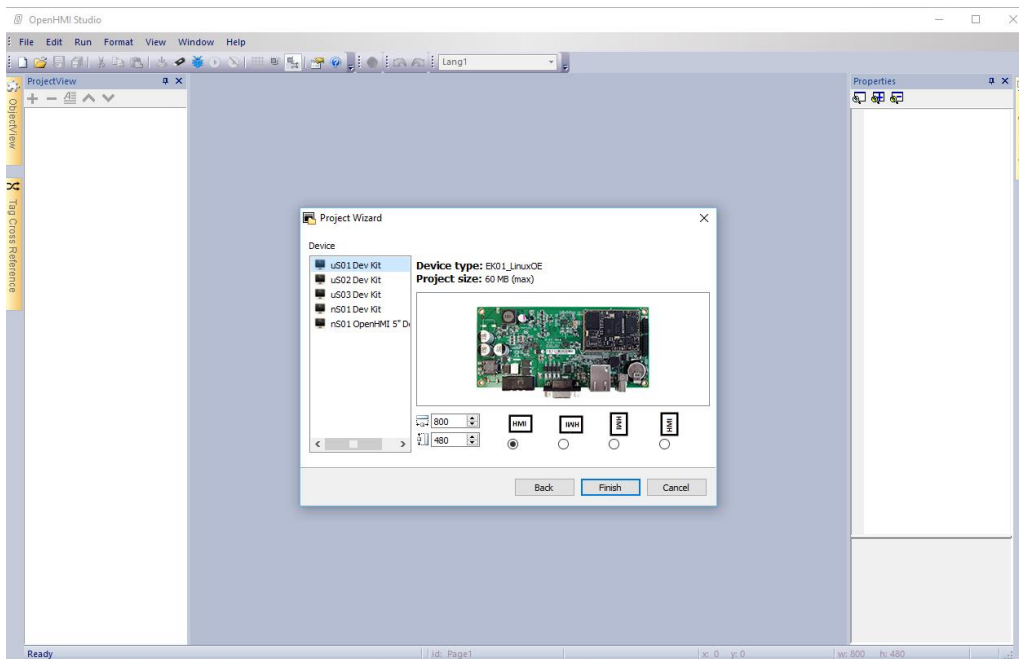 OpenHMI Studio
File Edit Run Format View Window Help
Lang1
ProjectView
Properties
ObjectView
Tag Cross Reference
Project Wizard
Device
uS01 Dev Kit
uS02 Dev Kit
uS03 Dev Kit
nS01 Dev Kit
nS01 OpenHMI 5" De
Device type: EK01_LinuxOE
Project size: 60 MB (max)
800
480
HMI
HMI
HMI
HMI
Back Finish Cancel
Ready id: Page1 x: 0 y: 0 w: 800 h: 480